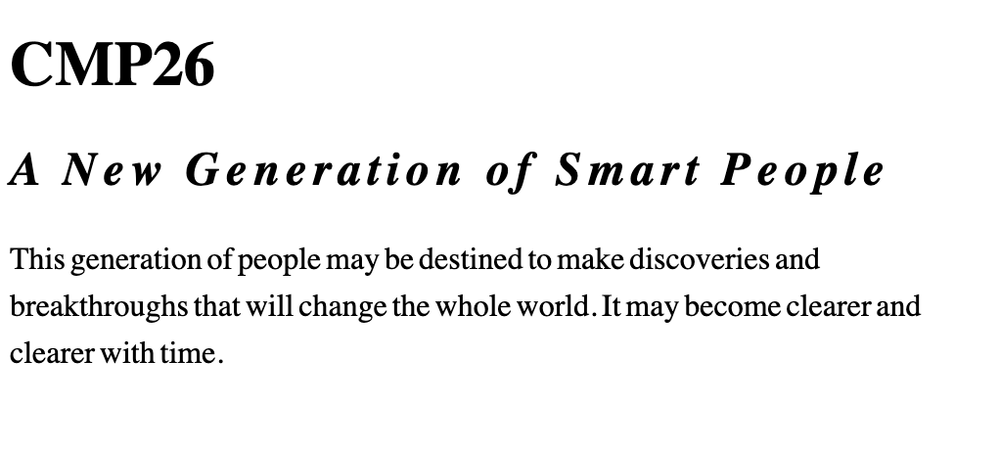 CMP26
A New Generation of Smart People
This generation of people may be destined to make discoveries and
breakthroughs that will change the whole world. It may become clearer and
clearer with time.